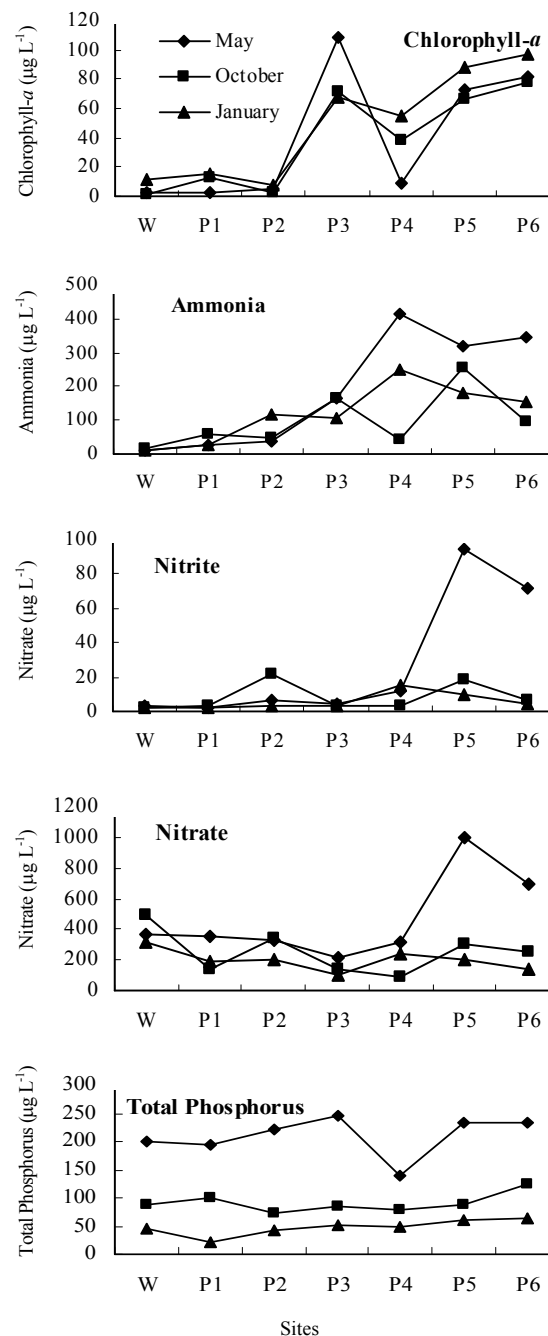 Chlorophyll-a (µg L-1)
120
100
80
60
40
20
0
May
October
January
Chlorophyll-a
W P1 P2 P3 P4 P5 P6
Ammonia (µg L-1)
500
400
300
200
100
0
Ammonia
W P1 P2 P3 P4 P5 P6
Nitrate (µg L-1)
100
80
60
40
20
0
Nitrite
W P1 P2 P3 P4 P5 P6
Nitrate (µg L-1)
1200
1000
800
600
400
200
0
Nitrate
W P1 P2 P3 P4 P5 P6
Total Phosphorus (µg L-1)
300
250
200
150
100
50
0
Total Phosphorus
W P1 P2 P3 P4 P5 P6
Sites